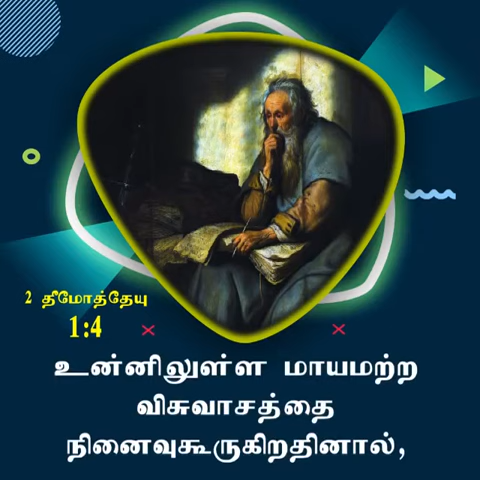 2 தீமோத்தேயு
1:4
உன்னிலுள்ள மாயமற்ற
விசுவாசத்தை
நினைவுகூருகிறதினால்,